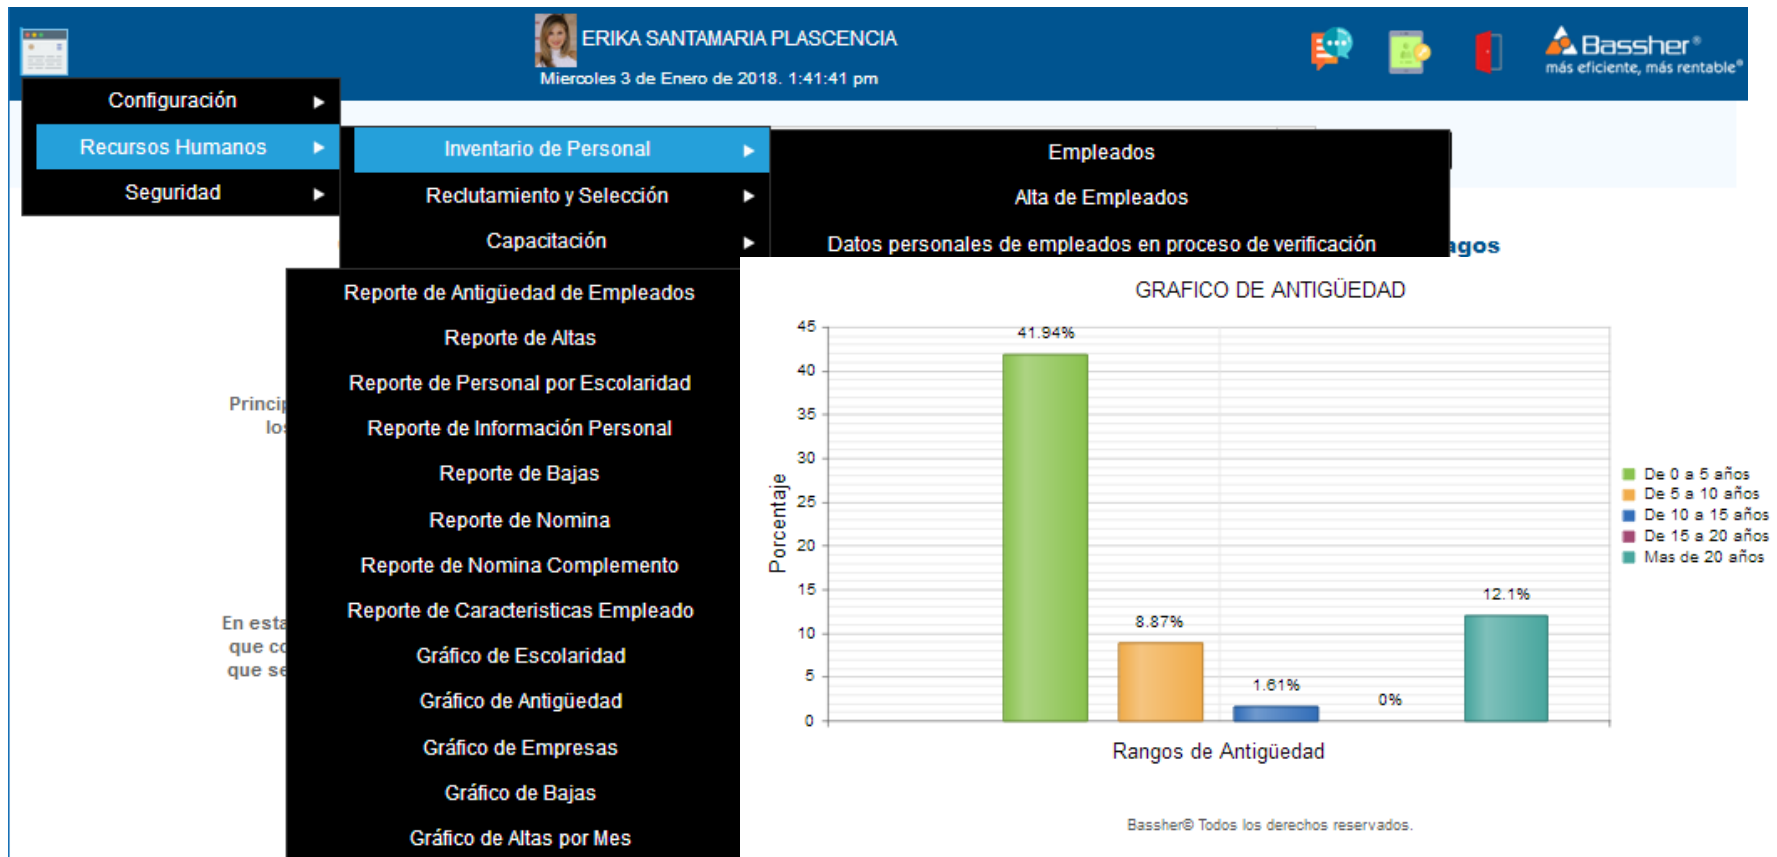 ERIKA SANTAMARIA PLASCENCIA
Miercoles 3 de Enero de 2018. 1:41:41 pm
Bassher®
más eficiente, más rentable®
Configuración
Recursos Humanos
Seguridad
Inventario de Personal
Reclutamiento y Selección
Capacitación
Empleados
Alta de Empleados
Datos personales de empleados en proceso de verificación
Reporte de Antigüedad de Empleados
Reporte de Altas
Reporte de Personal por Escolaridad
Reporte de Información Personal
Reporte de Bajas
Reporte de Nomina
Reporte de Nomina Complemento
Reporte de Caracteristicas Empleado
Gráfico de Escolaridad
Gráfico de Antigüedad
Gráfico de Empresas
Gráfico de Bajas
Gráfico de Altas por Mes
En esta
que
que
GRAFICO DE ANTIGÜEDAD
45
40
35
30
25
20
15
10
5
0
Porcentaje
41.94%
8.87%
1.61%
0%
12.1%
Rangos de Antigüedad
De 0 a 5 años
De 5 a 10 años
De 10 a 15 años
De 15 a 20 años
Mas de 20 años
Bassher® Todos los derechos reservados.